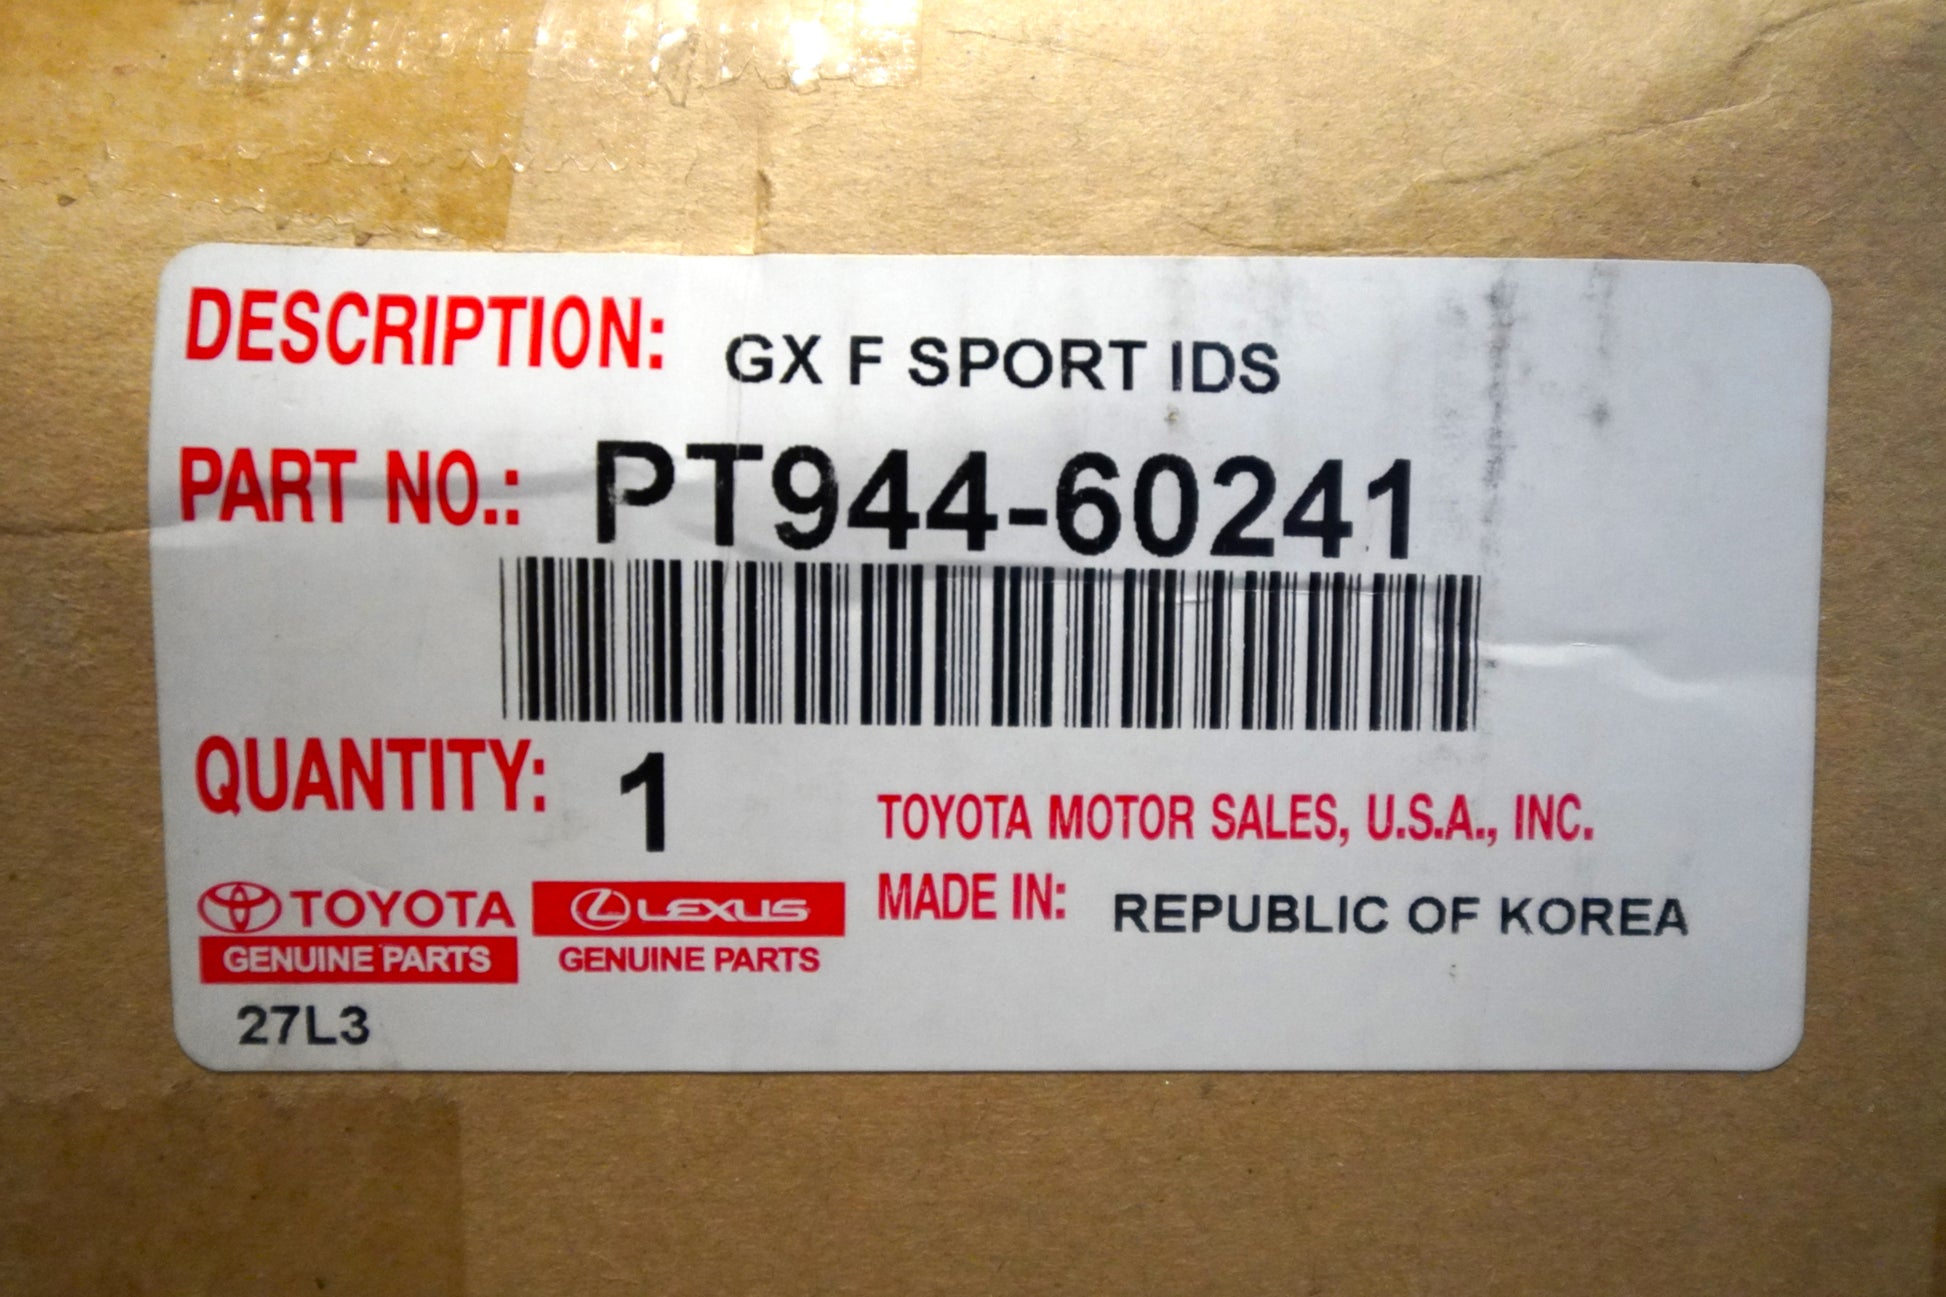 DESCRIPTION: GX F SPORT IDS
PART NO.: PT944-60241
QUANTITY: 1
TOYOTA MOTOR SALES, U.S.A., INC.
MADE IN: REPUBLIC OF KOREA
TOYOTA
GENUINE PARTS
LEXUS
GENUINE PARTS
27L3